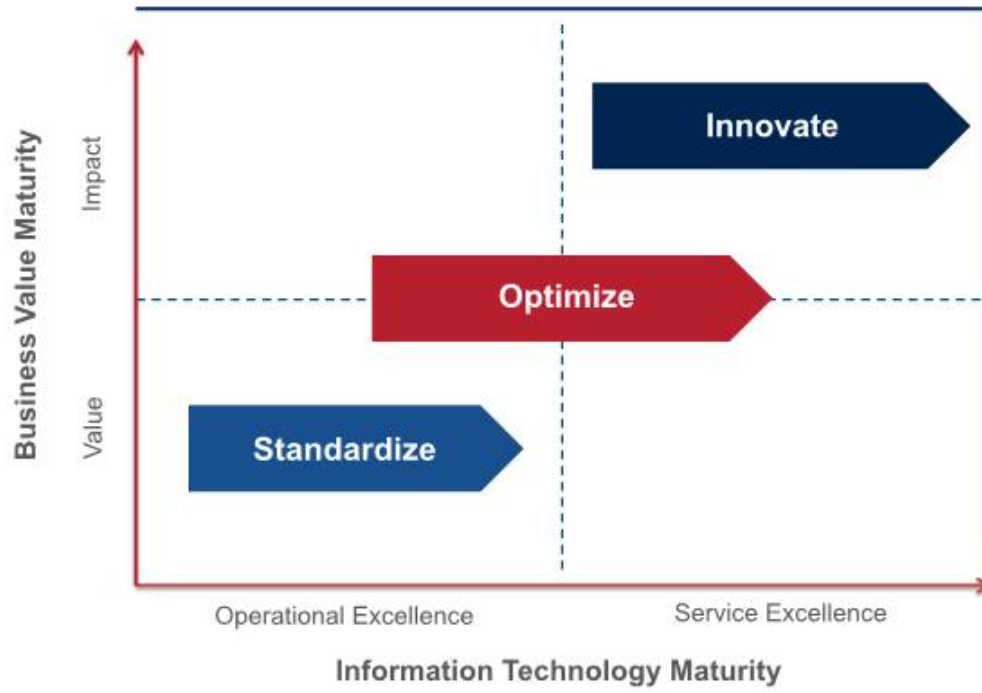 Business Value Maturity
Impact
Value
Innovate
Optimize
Standardize
Operational Excellence
Service Excellence
Information Technology Maturity